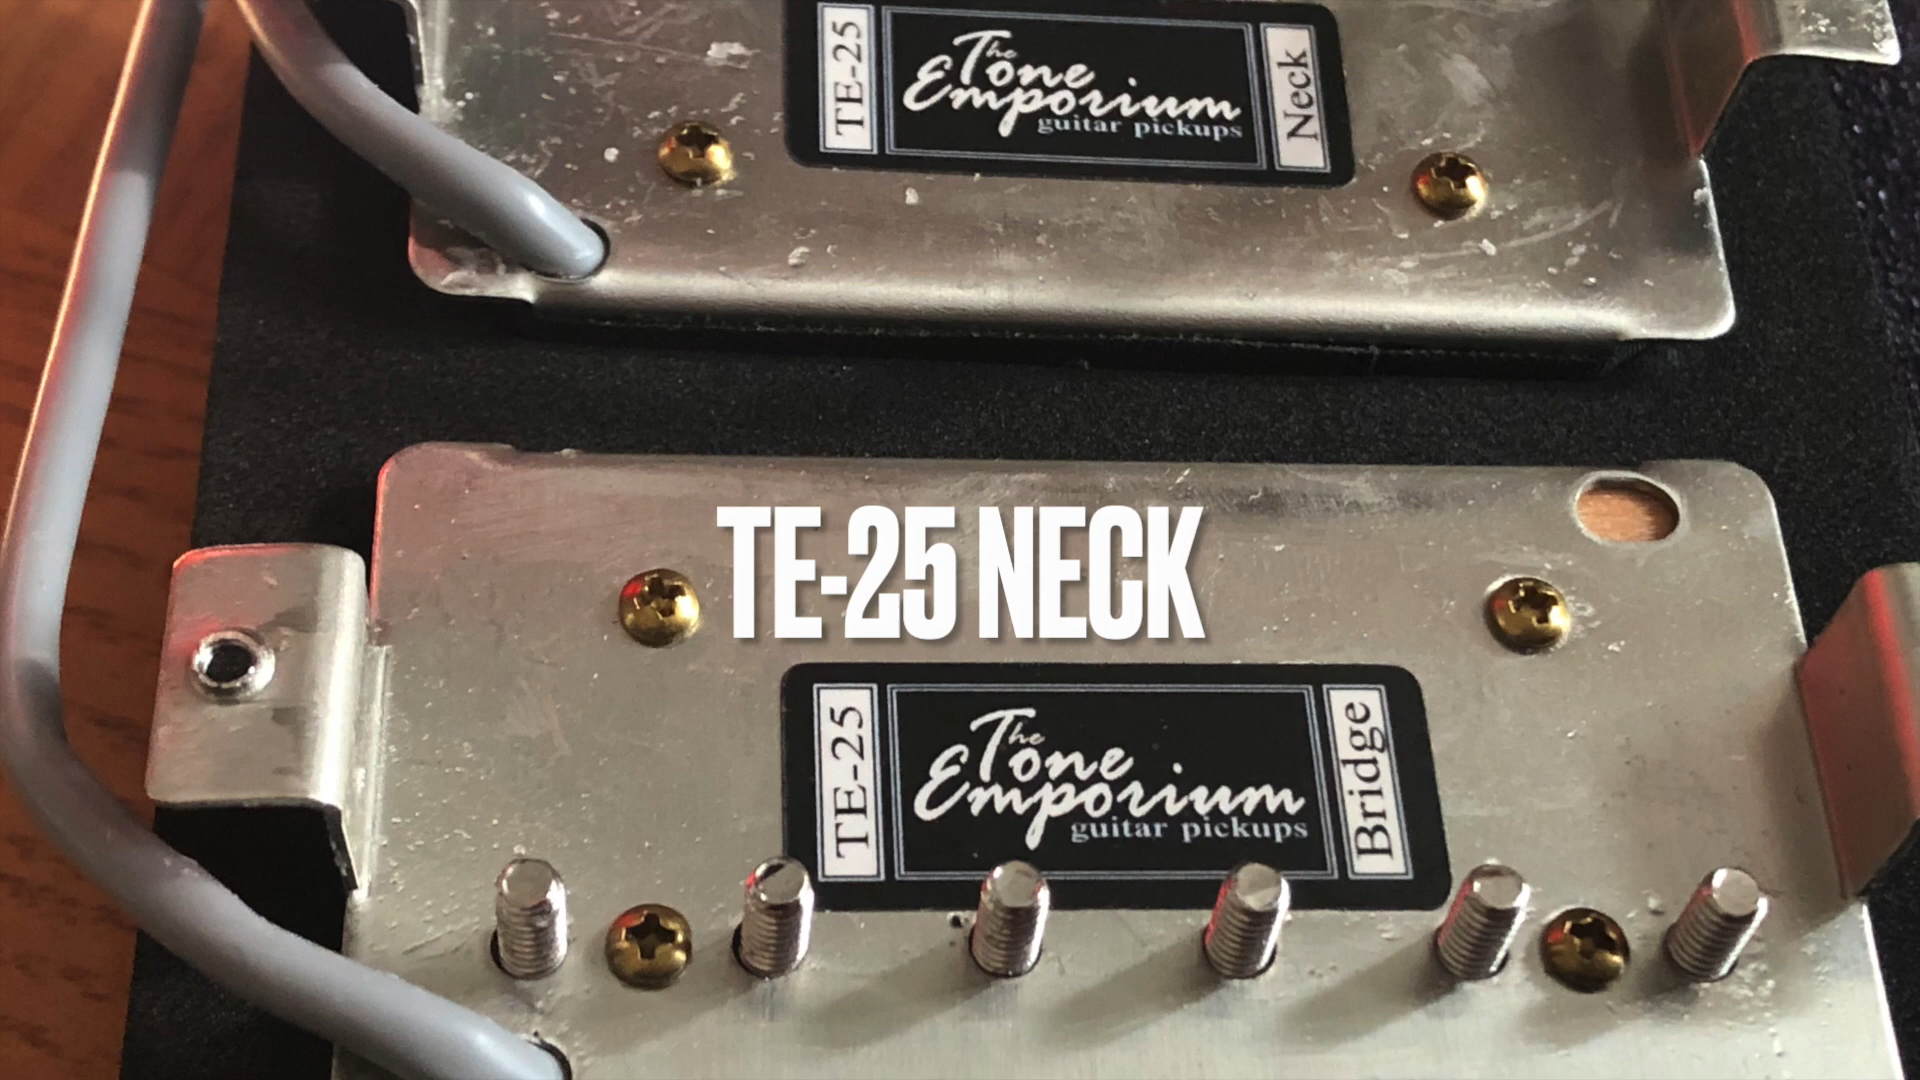 TE-25
The
Tone
Emporium
guitar pickups
Neck
TE-25 NECK
TE-25
The
Tone
Emporium
guitar pickups
Bridge